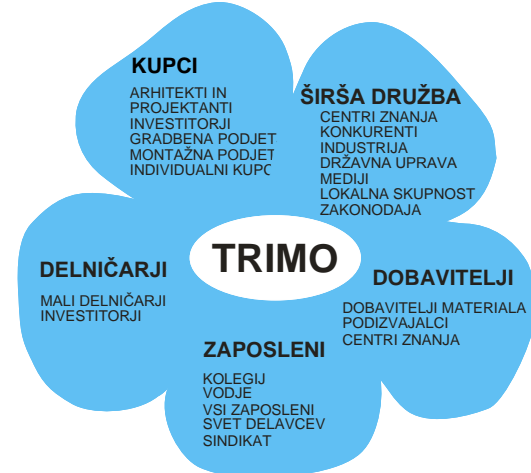 KUPCI
ARHITEKTI IN
PROJEKTANTI
INVESTITORJI
GRADBENA PODJET
MONTAŽNA PODJET
INDIVIDUALNI KUPC
ŠIRŠA DRUŽBA
CENTRI ZNANJA
KONKURENTI
INDUSTRIJA
DRŽAVNA UPRAVA
MEDIJI
LOKALNA SKUPNOST
ZAKONODAJA
TRIMO
DELNIČARJI
MALI DELNIČARJI
INVESTITORJI
DOBAVITELJI
DOBAVITELJI MATERIALA
PODIZVAJALCI
CENTRI ZNANJA
ZAPOSLENI
KOLEGIJ
VODJE
VSI ZAPOSLENI
SVET DELAVCEV
SINDIKAT